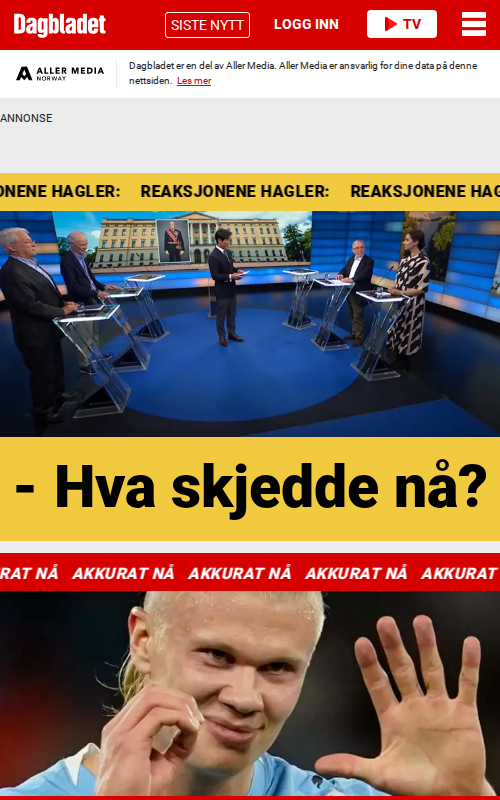 Dagbladet
SISTE NYTT
LOGG INN
TV
ALLER MEDIA
NORWAY
Dagbladet er en del av Aller Media. Aller Media er ansvarlig for dine data på denne
nettsiden. Les mer
ANNONSE
ONENE HAGLER: REAKSJONENE HAGLER: REAKSJONENE HAG
- Hva skjedde nå?
RAT NÅ AKKURAT NÅ AKKURAT NÅ AKKURAT NÅ AKKURAT